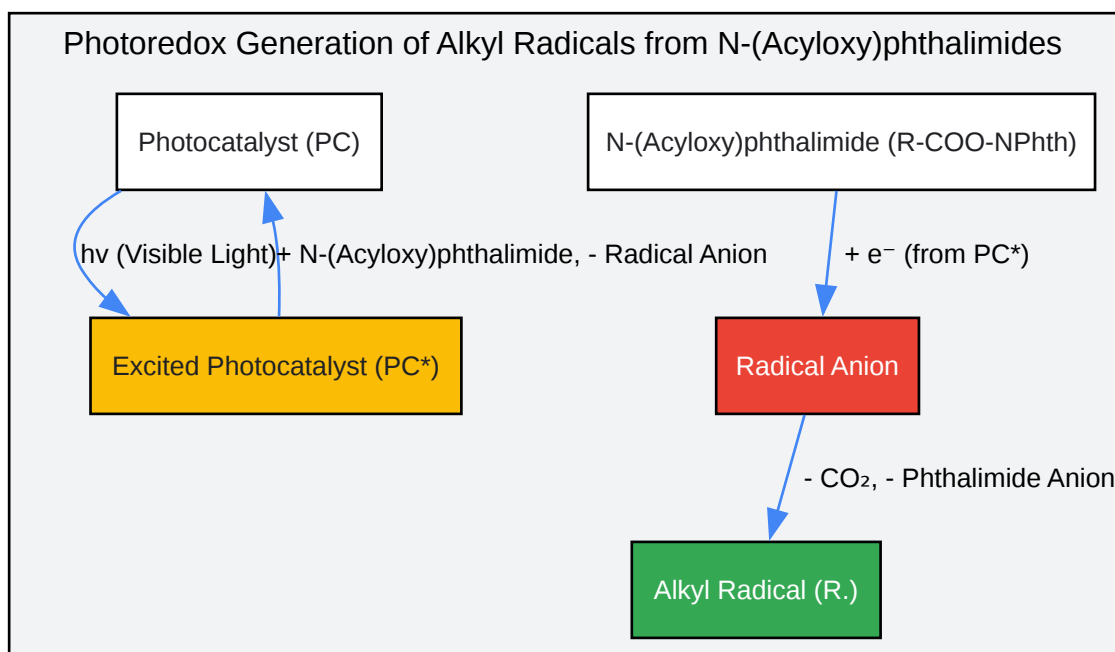 Photoredox Generation of Alkyl Radicals from N-(Acyloxy)phthalimides
Photocatalyst (PC)
N-(Acyloxy)phthalimide (R-COO-NPhth)
hν (Visible Light)
+ N-(Acyloxy)phthalimide, - Radical Anion
+ e⁻ (from PC*)
Excited Photocatalyst (PC*)
Radical Anion
- CO₂, - Phthalimide Anion
Alkyl Radical (R.)